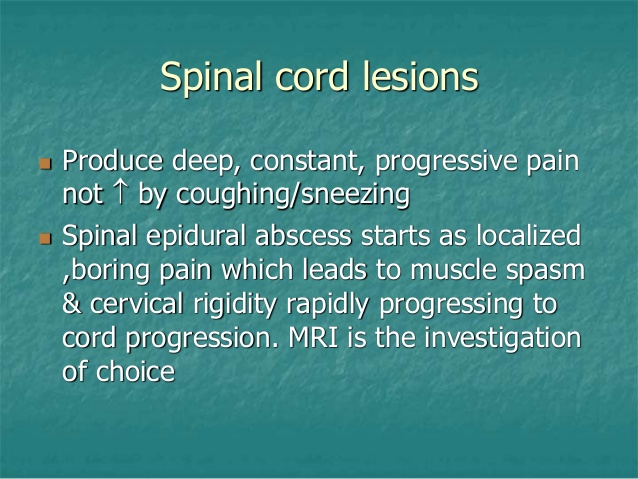 Spinal cord lesions
Produce deep, constant, progressive pain
not ↑ by coughing/sneezing
Spinal epidural abscess starts as localized
,boring pain which leads to muscle spasm
& cervical rigidity rapidly progressing to
cord progression. MRI is the investigation
of choice